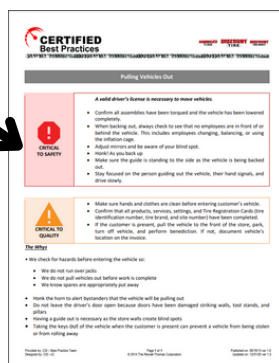 CERTIFIED
Best Practices
AMERICA'S TIRE
DISCOUNT TIRE
DISCOUNT TIRE
Pulling Vehicles Out
A valid driver's license is necessary to move vehicles.
• Confirm all assemblies have been torqued and the vehicle has been lowered
completely.
• When backing out, always check to see that no employees are in front of or
behind the vehicle. This includes employees changing, balancing, or using
the inflation cage.
• Adjust mirrors and be aware of your blind spot.
• Honk! As you back up
• Make sure the guide is standing to the side as the vehicle is being backed
out.
• Stay focused on the person guiding you out the vehicle, their hand signals, and
drive slowly.
CRITICAL
TO SAFETY
• Make sure hands and clothes are clean before entering customer's vehicle.
• Confirm that all products, services, settings, and Tire Registration Cards (tire
identification number, tire brand, and site number) have been completed.
• If the customer is present, pull the vehicle to the front of the store, park,
turn off vehicle, and perform benediction. If not, document vehicle's
location on the invoice.
CRITICAL TO
QUALITY
The Whys
• We check for hazards before entering the vehicle so:
• We do not run over jacks
• We do not pull vehicles out before work is complete
• We know spares are appropriately put away
• Honk the horn to alert bystanders that the vehicle will be pulling out
• Do not leave the driver's door open because doors have been damaged striking walls, tool stands, and
pillars
• Having a guide out is necessary as the store walls create blind spots
• Taking the keys out of the vehicle when the customer is present can prevent a vehicle from being stolen
or from rolling away
Page 1 of 1